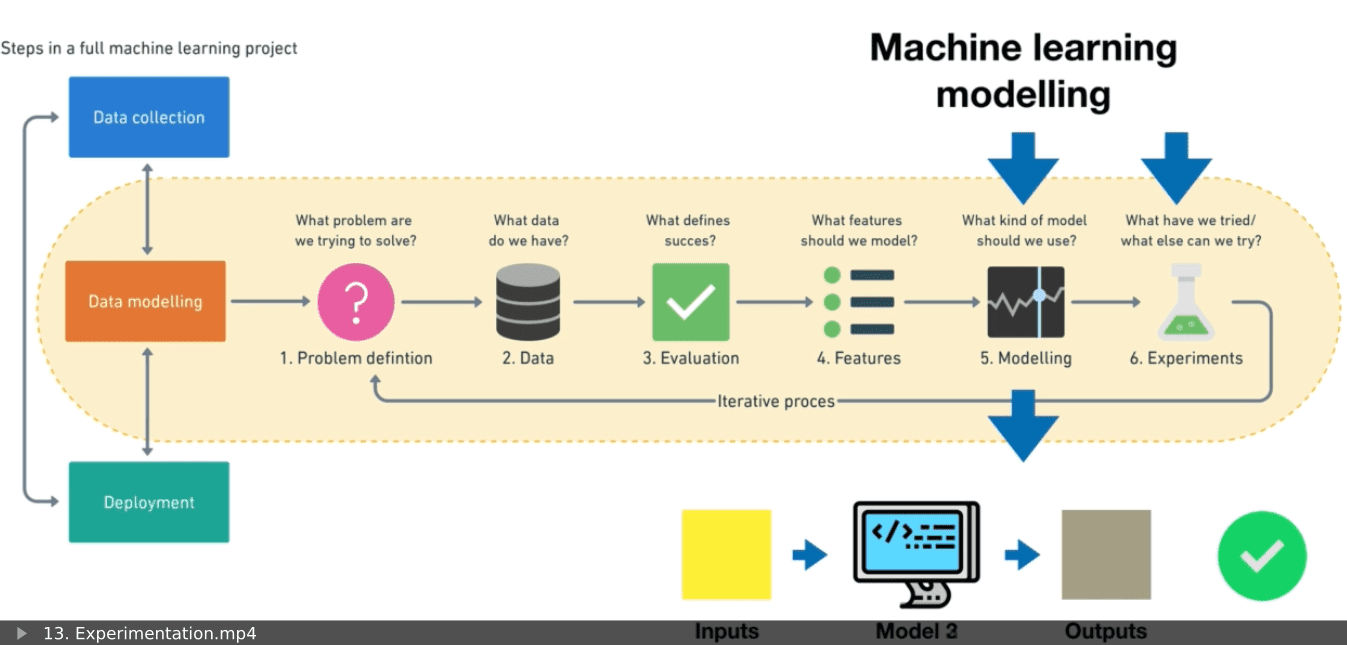 Steps in a full machine learning project
Machine learning
modelling
Data collection
What problem are
we trying to solve?
What data
do we have?
What defines
succes?
What features
should we model?
What kind of model
should we use?
What have we tried/
what else can we try?
Data modelling
?
1. Problem defintion
2. Data
3. Evaluation
4. Features
5. Modelling
6. Experiments
Iterative proces
Deployment
</>
13. Experimentation.mp4
Inputs
Model
Outputs